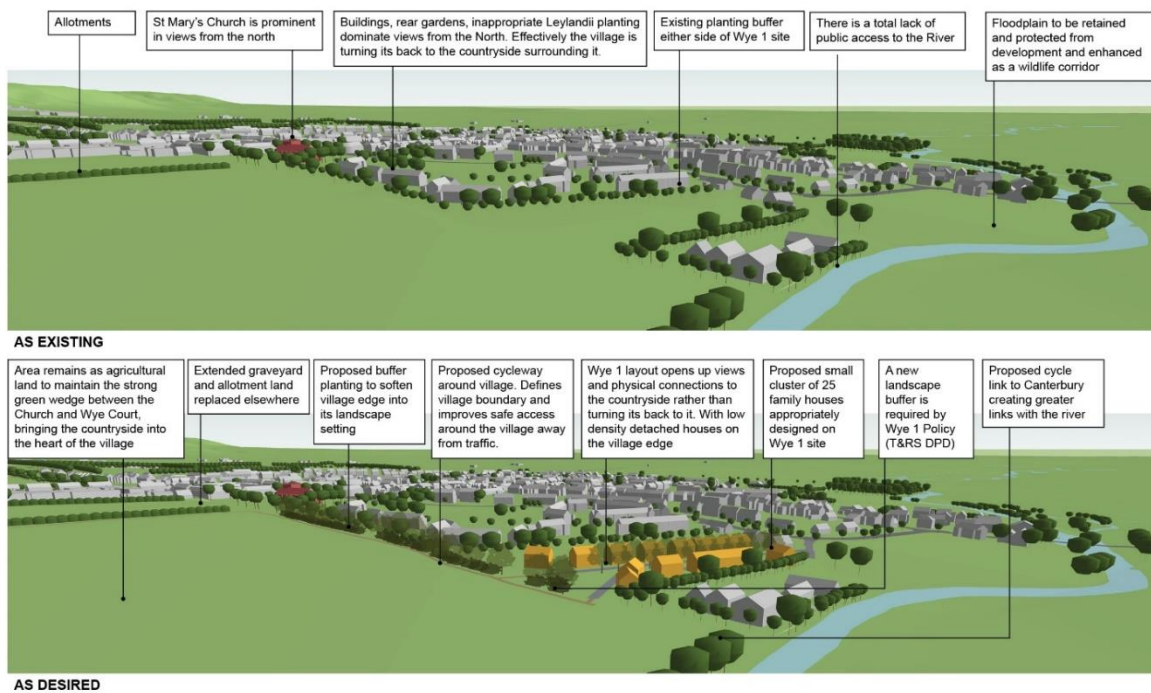 Allotments
St Mary's Church is prominent
in views from the north
Buildings, rear gardens, inappropriate Leylandii planting
dominate views from the North. Effectively the village is
turning its back to the countryside surrounding it.
Existing planting buffer
either side of Wye 1 site
There is a total lack of
public access to the River
Floodplain to be retained
and protected from
development and enhanced
as a wildlife corridor
AS EXISTING
Area remains as agricultural
land to maintain the strong
green wedge between the
Church and Wye Court,
bringing the countryside into
the heart of the village
Extended graveyard
and allotment land
replaced elsewhere
Proposed buffer
planting to soften
village edge into
its landscape
setting
Proposed cycleway
around village. Defines
village boundary and
improves safe access
around the village away
from traffic.
Wye 1 layout opens up views
and physical connections to
the countryside rather than
turning its back to it. With low
density detached houses on
the village edge
Proposed small
cluster of 25
family houses
appropriately
designed on
Wye 1 site
A new
landscape
buffer is
required by
Wye 1 Policy
(T&RS DPD)
Proposed cycle
link to Canterbury
creating greater
links with the river
AS DESIRED